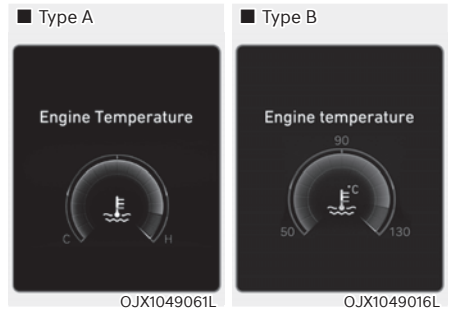 ■ Type A
Engine Temperature
C
H
OJX1049061L
■ Type B
Engine temperature
90
°C
50
130
OJX1049016L